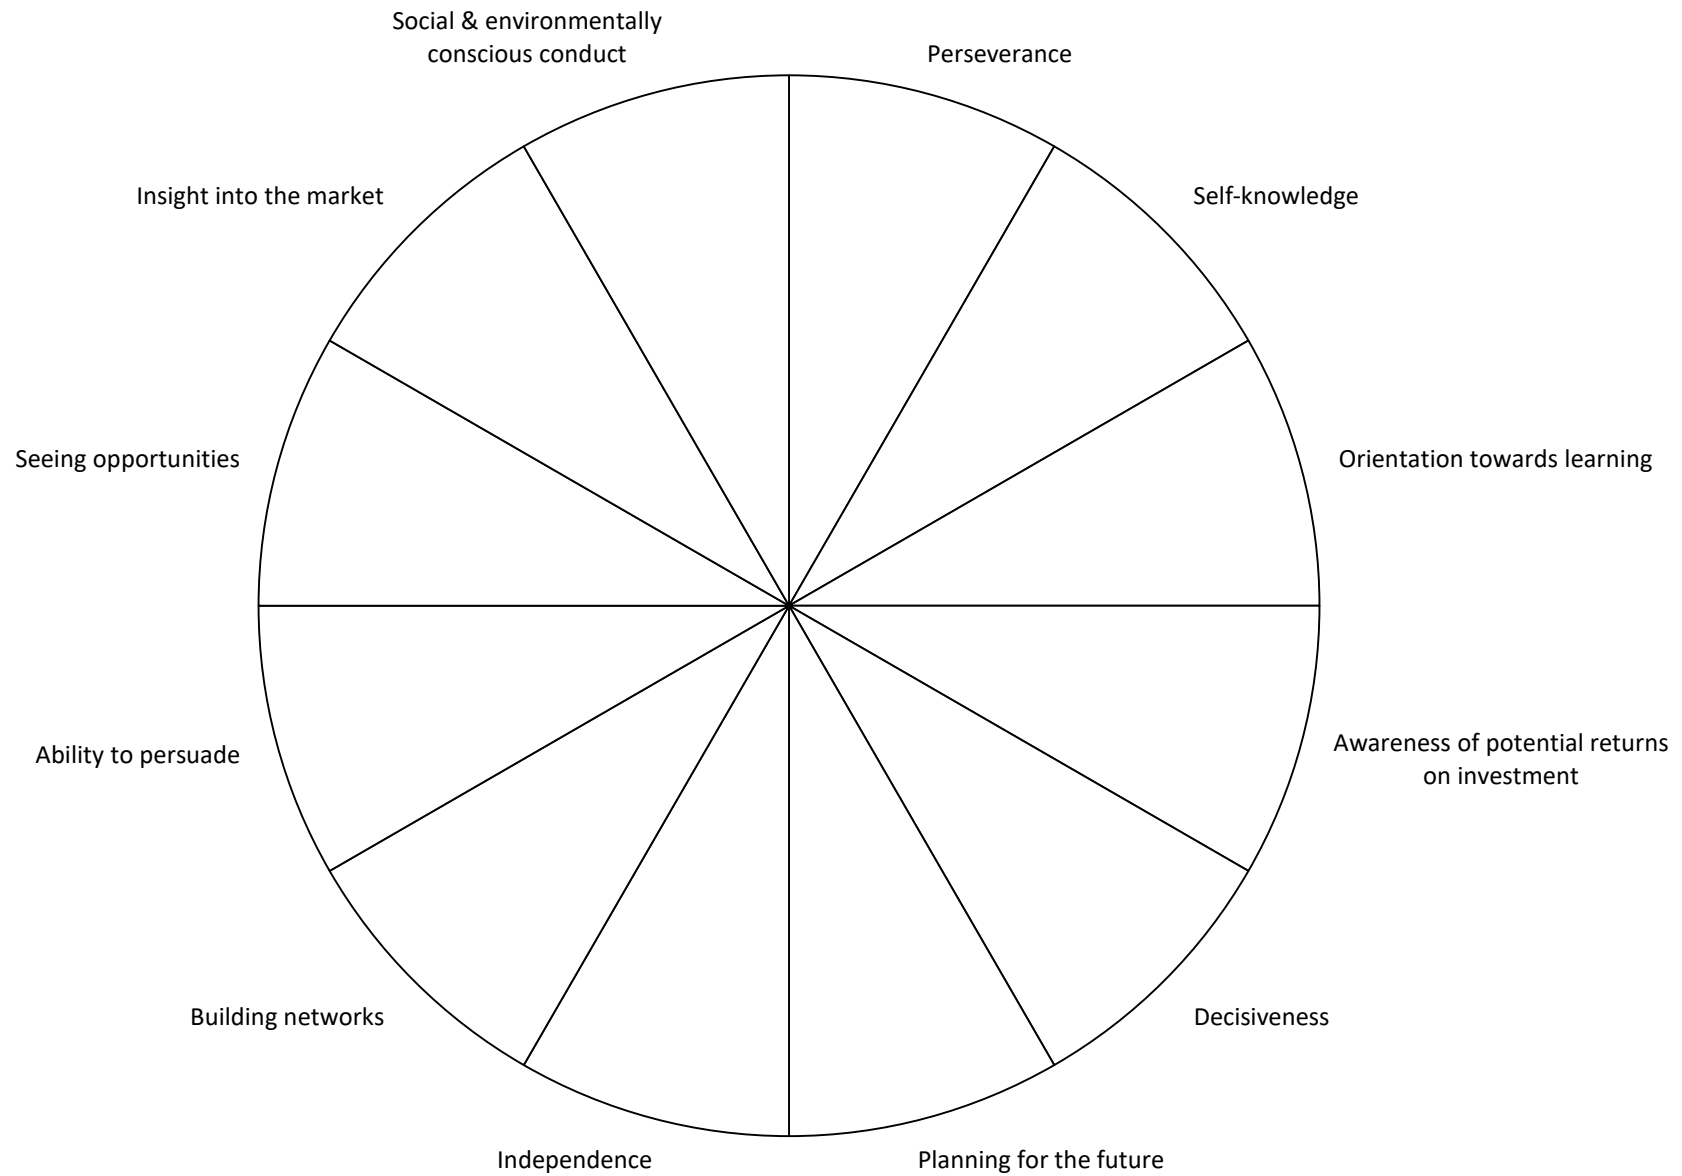 Social & environmentally
conscious conduct
Perseverance
Insight into the market
Self-knowledge
Seeing opportunities
Orientation towards learning
Ability to persuade
Awareness of potential returns
on investment
Building networks
Decisiveness
Independence
Planning for the future